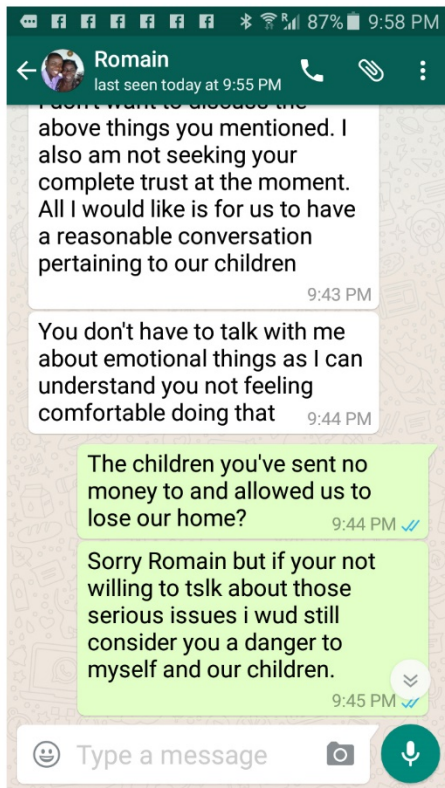 87% 9:58 PM
Romain
last seen today at 9:55 PM
I don't want to discuss the
above things you mentioned. I
also am not seeking your
complete trust at the moment.
All I would like is for us to have
a reasonable conversation
pertaining to our children
9:43 PM
You don't have to talk with me
about emotional things as I can
understand you not feeling
comfortable doing that 9:44 PM
The children you've sent no
money to and allowed us to
lose our home? 9:44 PM
Sorry Romain but if your not
willing to tslk about those
serious issues i wud still
consider you a danger to
myself and our children.
9:45 PM
Type a message